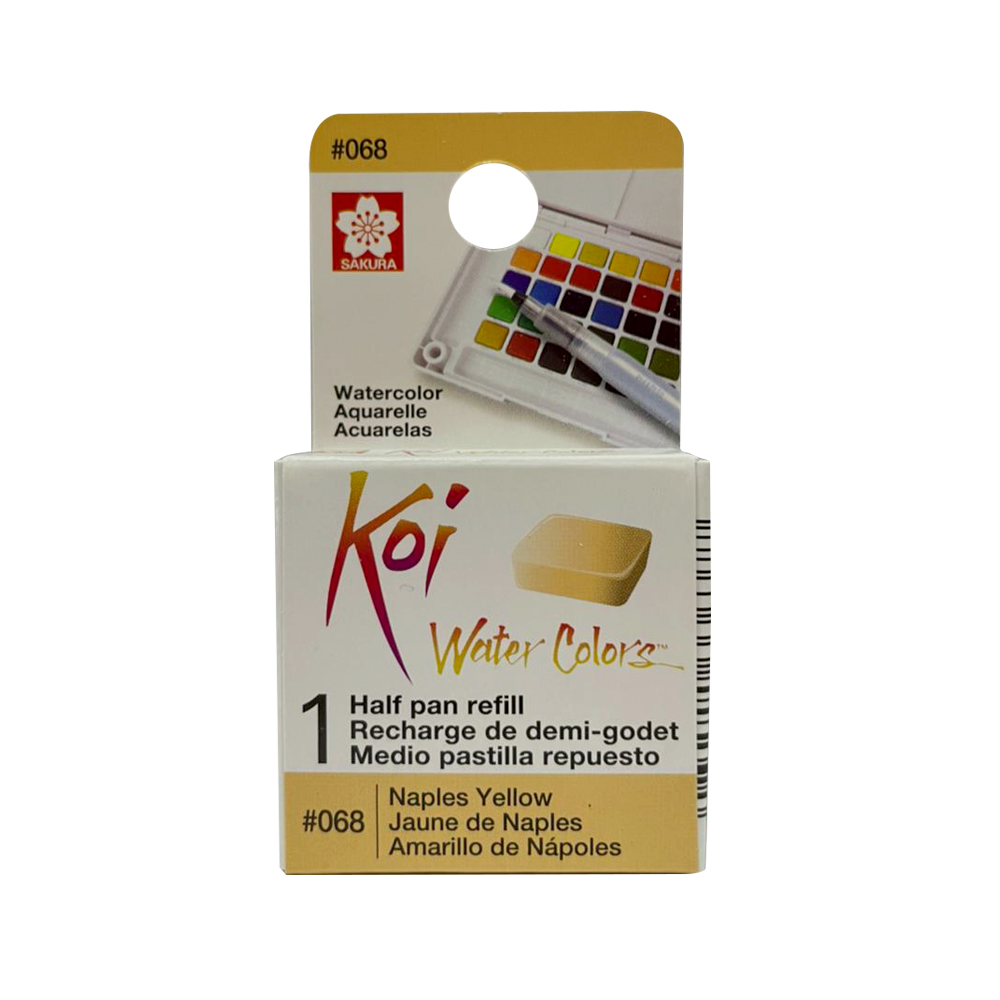 #068
SAKURA
Watercolor
Aquarelle
Acuarelas
Koi
Water Colors™
1
Half pan refill
Recharge de demi-godet
Medio pastilla repuesto
#068
Naples Yellow
Jaune de Naples
Amarillo de Nápoles